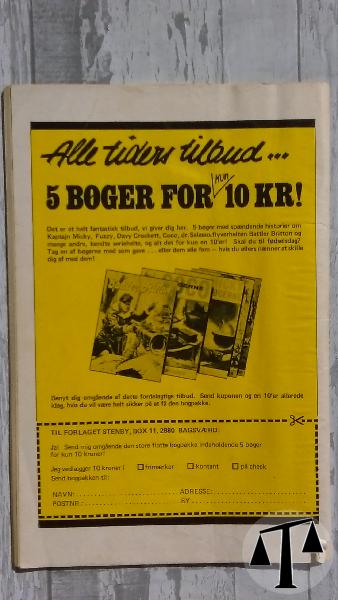 Alle tiders tilbud...
5 BØGER FOR KUN 10 KR!
Det er et helt fantastisk tilbud, vi giver dig her. 5 bøger med spændende historier om
Kaptajn Micky, Fuzzy, Davy Crockett, Coco, dr. Selasso, flyverhelten Battler Britton og
mange andre, kendte seriehelte, og alt det for kun en 10'er! Skal du til fødselsdag?
Tag en af bøgerne med som gave ... eller dem alle fem – hvis du ellers nænner at skille
dig af med dem!
Benyt dig omgående af dette fordelagtige tilbud. Send kuponen og en 10'er allerede
idag, hvis du vil være helt sikker på at få den bogpakke.
TIL FORLAGET STENBY, BOX 11, 2880 BAGSVÆRD.
Ja! Send mig omgående den store flotte bogpakke indeholdende 5 bøger
for kun 10 kroner!
Jeg vedlægger 10 kroner i frimærker kontant på check
Send bogpakken til:
NAVN: ADRESSE:
POSTNR.: BY